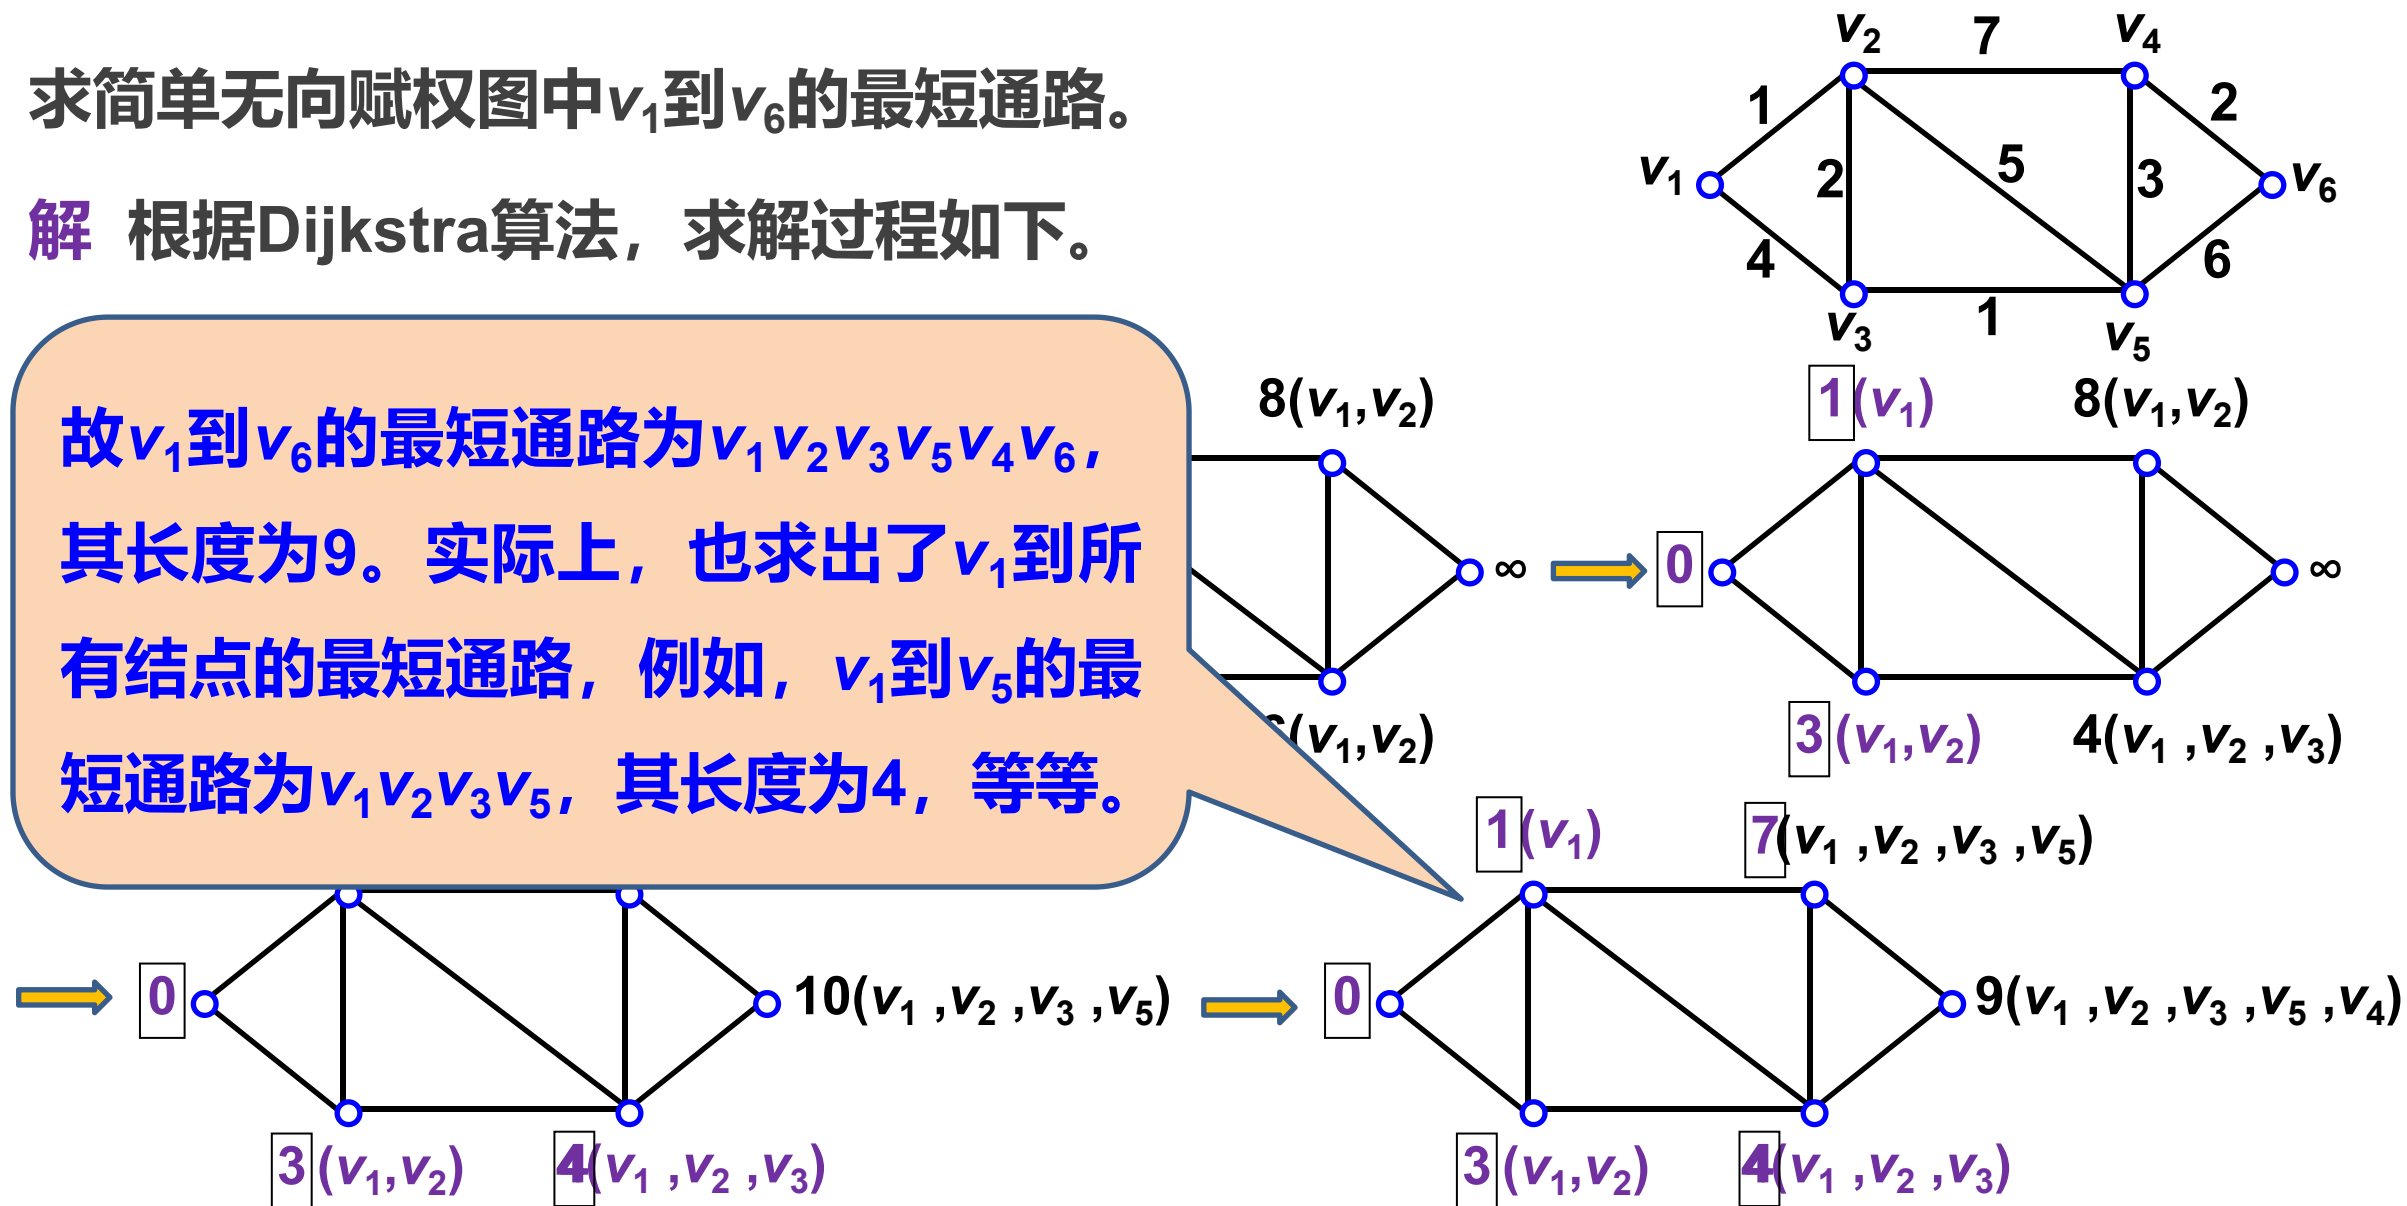 求简单无向赋权图中v1到v6的最短通路。
解 根据Dijkstra算法，求解过程如下。
v2 7 v4
1 2
v1 2 5 3 v6
4 6
v3 1 v5
故v1到v6的最短通路为v1v2v3v5v4v6，
其长度为9。实际上，也求出了v1到所
有结点的最短通路，例如，v1到v5的最
短通路为v1v2v3v5，其长度为4，等等。
8(v1,v2)
∞
(v1,v2)
1(v1) 8(v1,v2)
0 ∞
3(v1,v2) 4(v1 ,v2 ,v3)
0 10(v1 ,v2 ,v3 ,v5)
3(v1,v2) 4(v1 ,v2 ,v3)
1(v1) 7(v1 ,v2 ,v3 ,v5)
0 9(v1 ,v2 ,v3 ,v5 ,v4)
3(v1,v2) 4(v1 ,v2 ,v3)